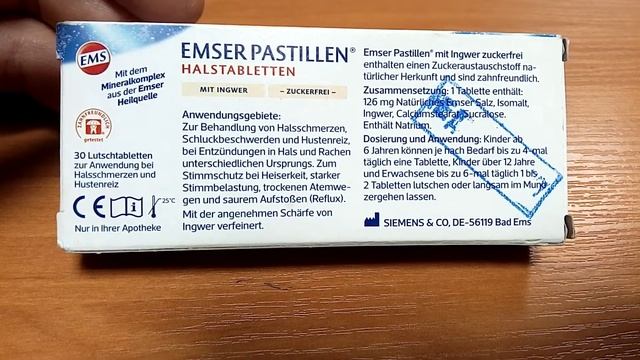 EMS
Mit dem
Mineralkomplex
aus der Emser
Heilquelle
ZAHNFREUNDLICH
getestet
30 Lutschtabletten
zur Anwendung bei
Halsschmerzen und
Hustenreiz
CE
i
25°C
Nur in Ihrer Apotheke
EMSER PASTILLEN®
HALSTABLETTEN
MIT INGWER
– ZUCKERFREI –
Anwendungsgebiete:
Zur Behandlung von Halsschmerzen,
Schluckbeschwerden und Hustenreiz,
bei Entzündungen in Hals und Rachen
unterschiedlichen Ursprungs. Zum
Stimmschutz bei Heiserkeit, starker
Stimmbelastung, trockenen Atemwe-
gen und saurem Aufstoßen (Reflux).
Mit der angenehmen Schärfe von
Ingwer verfeinert.
Emser Pastillen® mit Ingwer zuckerfrei
enthalten einen Zuckeraustauschstoff na-
türlicher Herkunft und sind zahnfreundlich.
Zusammensetzung: 1 Tablette enthält:
126 mg Natürliches Emser Salz, Isomalt,
Ingwer, Calciumstearat, Sucralose.
Enthält Natrium.
Dosierung und Anwendung: Kinder ab
6 Jahren können je nach Bedarf bis zu 4-mal
täglich eine Tablette, Kinder über 12 Jahre
und Erwachsene bis zu 6-mal täglich 1 bis
2 Tabletten lutschen oder langsam im Mund
zergehen lassen.
SIEMENS & CO, DE-56119 Bad Ems